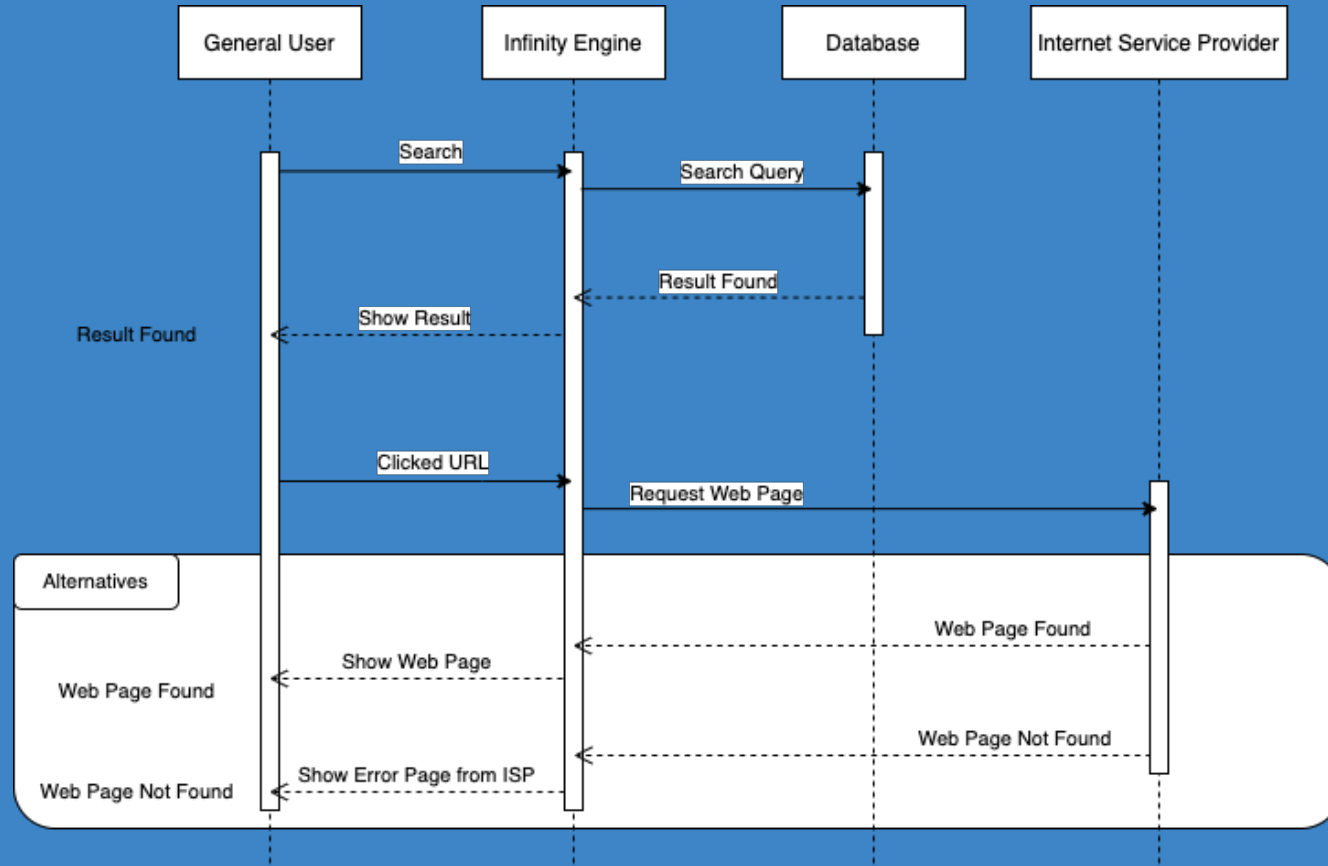 General User
Infinity Engine
Database
Internet Service Provider
Search
Search Query
Result Found
Show Result
Result Found
Clicked URL
Request Web Page
Alternatives
Web Page Found
Show Web Page
Web Page Found
Web Page Not Found
Show Error Page from ISP
Web Page Not Found